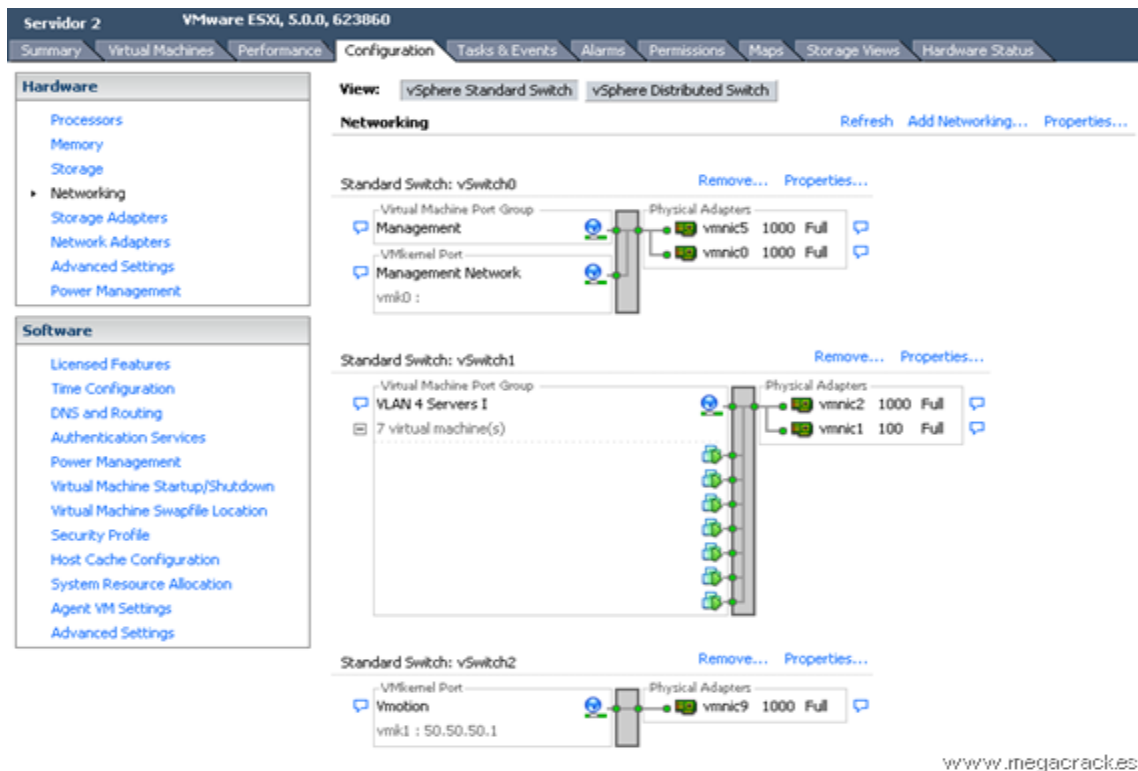 Servidor 2 VMware ESXi, 5.0.0, 623860
Summary Virtual Machines Performance Configuration Tasks & Events Alarms Permissions Maps Storage Views Hardware Status
Hardware
Processors
Memory
Storage
Networking
Storage Adapters
Network Adapters
Advanced Settings
Power Management
Software
Licensed Features
Time Configuration
DNS and Routing
Authentication Services
Power Management
Virtual Machine Startup/Shutdown
Virtual Machine Swapfile Location
Security Profile
Host Cache Configuration
System Resource Allocation
Agent VM Settings
Advanced Settings
View: vSphere Standard Switch vSphere Distributed Switch
Networking Refresh Add Networking... Properties...
Standard Switch: vSwitch0 Remove... Properties...
Virtual Machine Port Group Physical Adapters
Management vmnic5 1000 Full
VMkernel Port vmnic0 1000 Full
Management Network
vmk0 :
Standard Switch: vSwitch1 Remove... Properties...
Virtual Machine Port Group Physical Adapters
VLAN 4 Servers I vmnic2 1000 Full
7 virtual machine(s) vmnic1 100 Full
Standard Switch: vSwitch2 Remove... Properties...
VMkernel Port Physical Adapters
Vmotion vmnic9 1000 Full
vmk1 : 50.50.50.1
www.megacrack.es